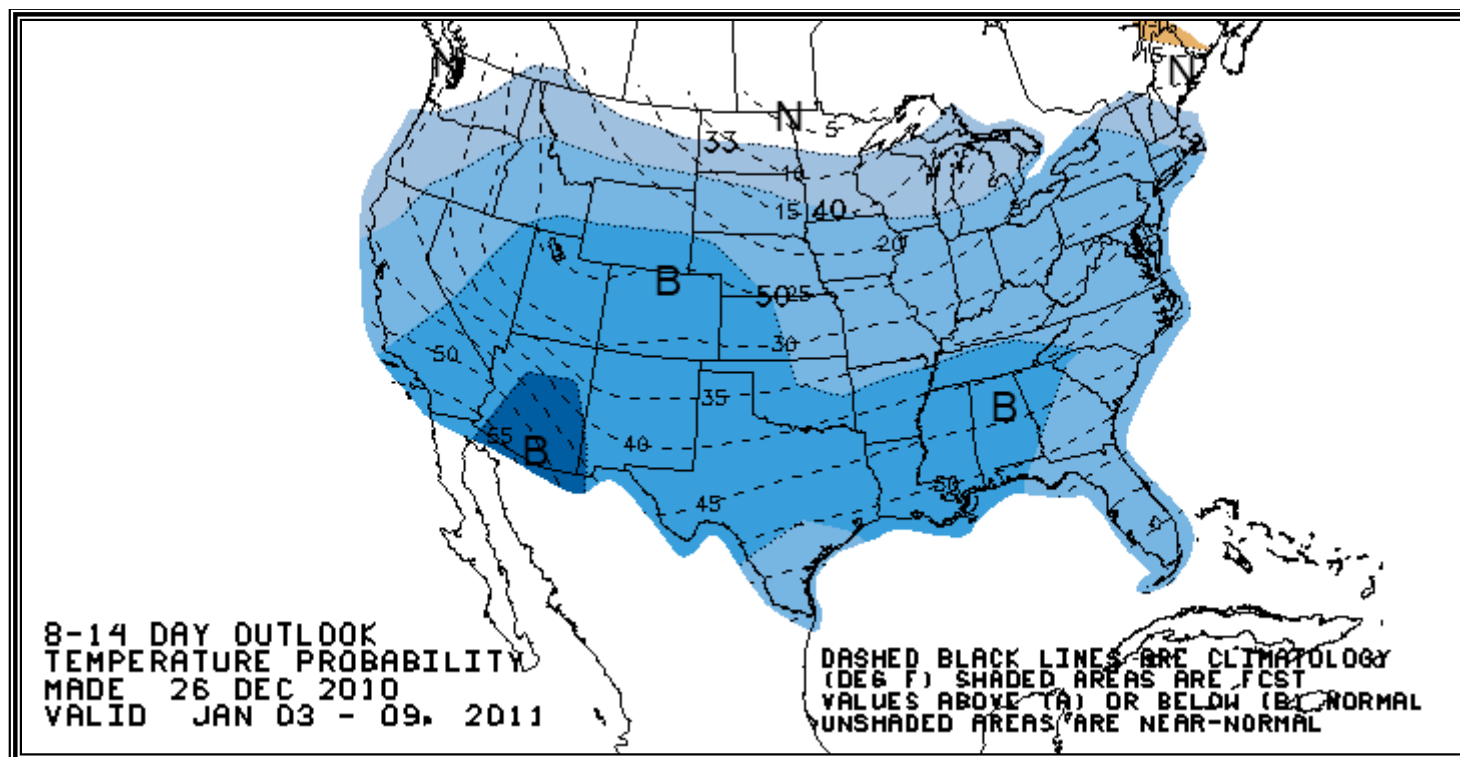 N
N
15
N
5
33
10
15
40
20
B
50
25
30
50
35
B
55
B
40
50
45
8-14 DAY OUTLOOK
TEMPERATURE PROBABILITY
MADE 26 DEC 2010
VALID JAN 03 - 09, 2011
DASHED BLACK LINES ARE CLIMATOLOGY
(DEG F) SHADED AREAS ARE FCST
VALUES ABOVE (A) OR BELOW (B) NORMAL
UNSHADED AREAS ARE NEAR-NORMAL